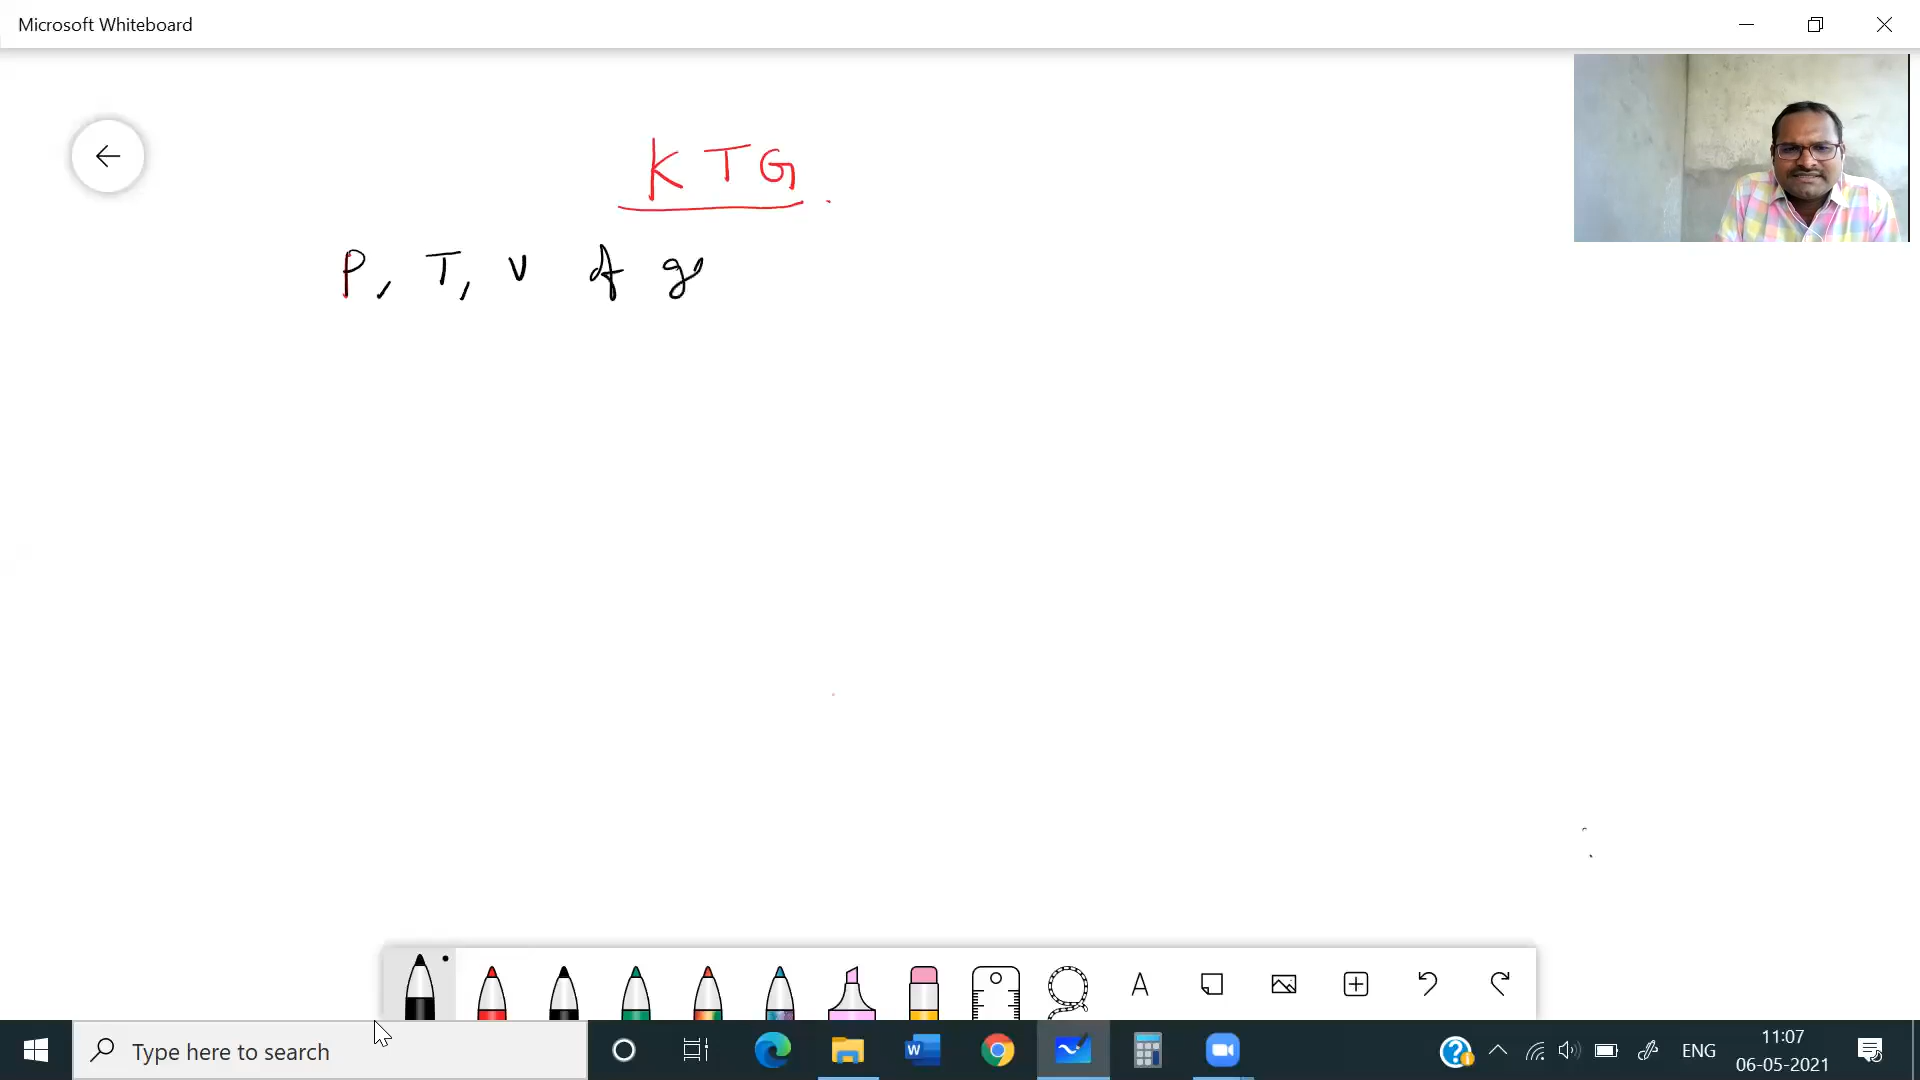 Microsoft Whiteboard
KTG
P, T, V of g
A
Type here to search
W
?
ENG
11:07
06-05-2021